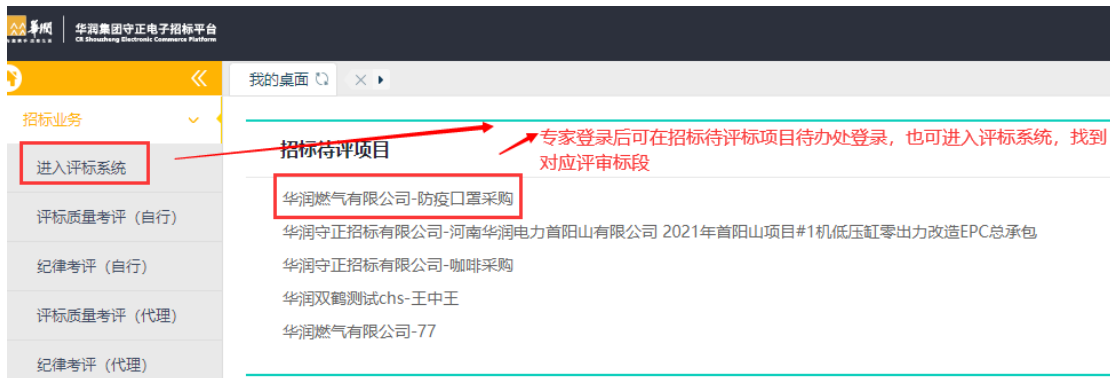 华润
华润集团守正电子招标平台
CR Shouzheng Electronic Commerce Platform
我的桌面
招标业务
进入评标系统
评标质量考评（自行）
纪律考评（自行）
评标质量考评（代理）
纪律考评（代理）
招标待评项目
专家登录后可在招标待评标项目待办处登录，也可进入评标系统，找到
对应评审标段
华润燃气有限公司-防疫口罩采购
华润守正招标有限公司-河南华润电力首阳山有限公司 2021年首阳山项目#1机低压缸零出力改造EPC总承包
华润守正招标有限公司-咖啡采购
华润双鹤测试chs-王中王
华润燃气有限公司-77